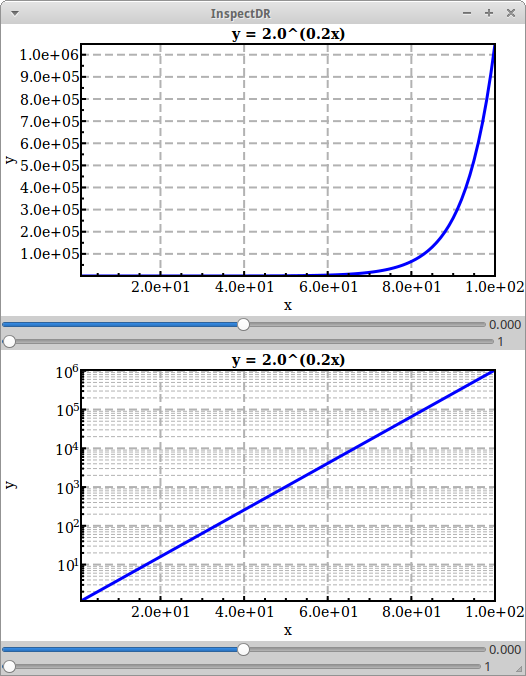 InspectDR
y = 2.0^(0.2x)
1.0e+06
9.0e+05
8.0e+05
7.0e+05
6.0e+05
5.0e+05
4.0e+05
3.0e+05
2.0e+05
1.0e+05
y
2.0e+01 4.0e+01 6.0e+01 8.0e+01 1.0e+02
x
0.000
1
y = 2.0^(0.2x)
10⁶
10⁵
10⁴
10³
10²
10¹
y
2.0e+01 4.0e+01 6.0e+01 8.0e+01 1.0e+02
x
0.000
1